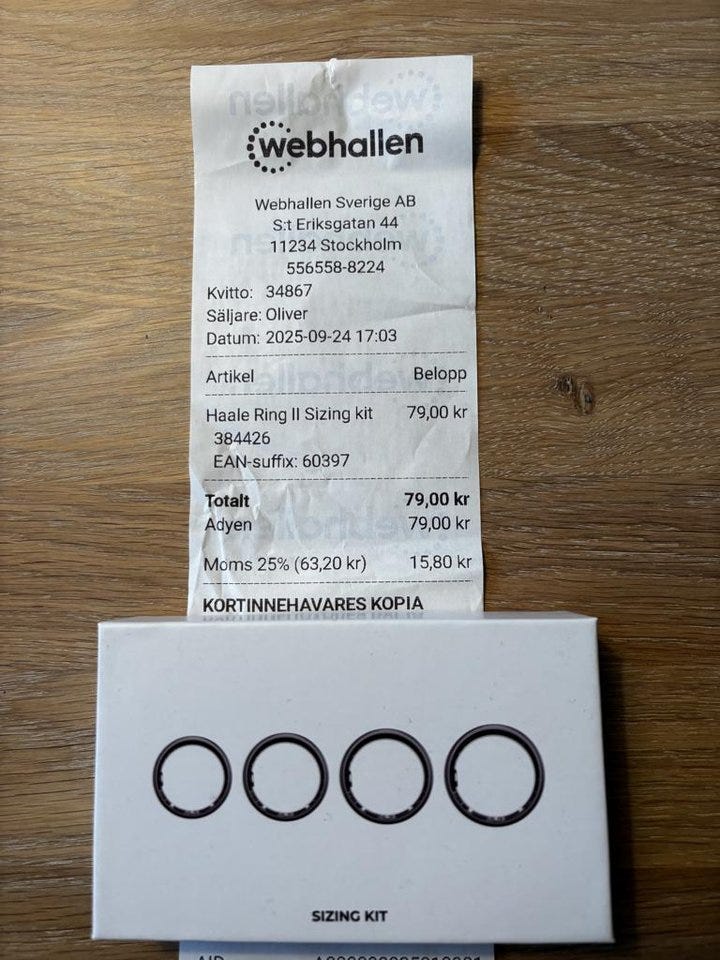 webhallen
Webhallen Sverige AB
S:t Eriksgatan 44
11234 Stockholm
556558-8224
Kvitto: 34867
Säljare: Oliver
Datum: 2025-09-24 17:03
Artikel Belopp
Haale Ring II Sizing kit 79,00 kr
384426
EAN-suffix: 60397
Totalt 79,00 kr
Adyen 79,00 kr
Moms 25% (63,20 kr) 15,80 kr
KORTINNEHAVARES KOPIA
SIZING KIT